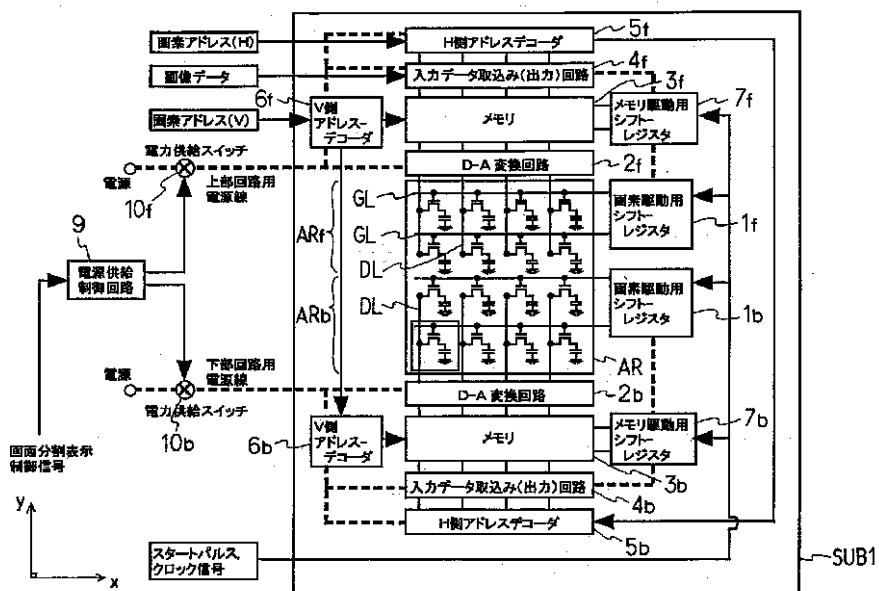 画素アドレス(H)
画像データ
画素アドレス(V)
H側アドレスデコーダ
5f
入力データ取込み(出力)回路
4f
6f
V側
アドレス-
デコーダ
メモリ
3f
メモリ駆動用
シフト-
レジスタ
7f
電力供給スイッチ
電源
10f
上部回路用
電源線
D-A 変換回路
2f
GL
ARf
GL
DL
画素駆動用
シフト-
レジスタ
1f
9
電源供給
制御回路
ARb
DL
画素駆動用
シフト-
レジスタ
1b
AR
電源
下部回路用
電源線
電力供給スイッチ
10b
D-A 変換回路
2b
6b
V側
アドレス-
デコーダ
メモリ
3b
メモリ駆動用
シフト-
レジスタ
7b
画面分割表示
制御信号
入力データ取込み(出力)回路
4b
H側アドレスデコーダ
5b
y
x
スタートパルス,
クロック信号
SUB1